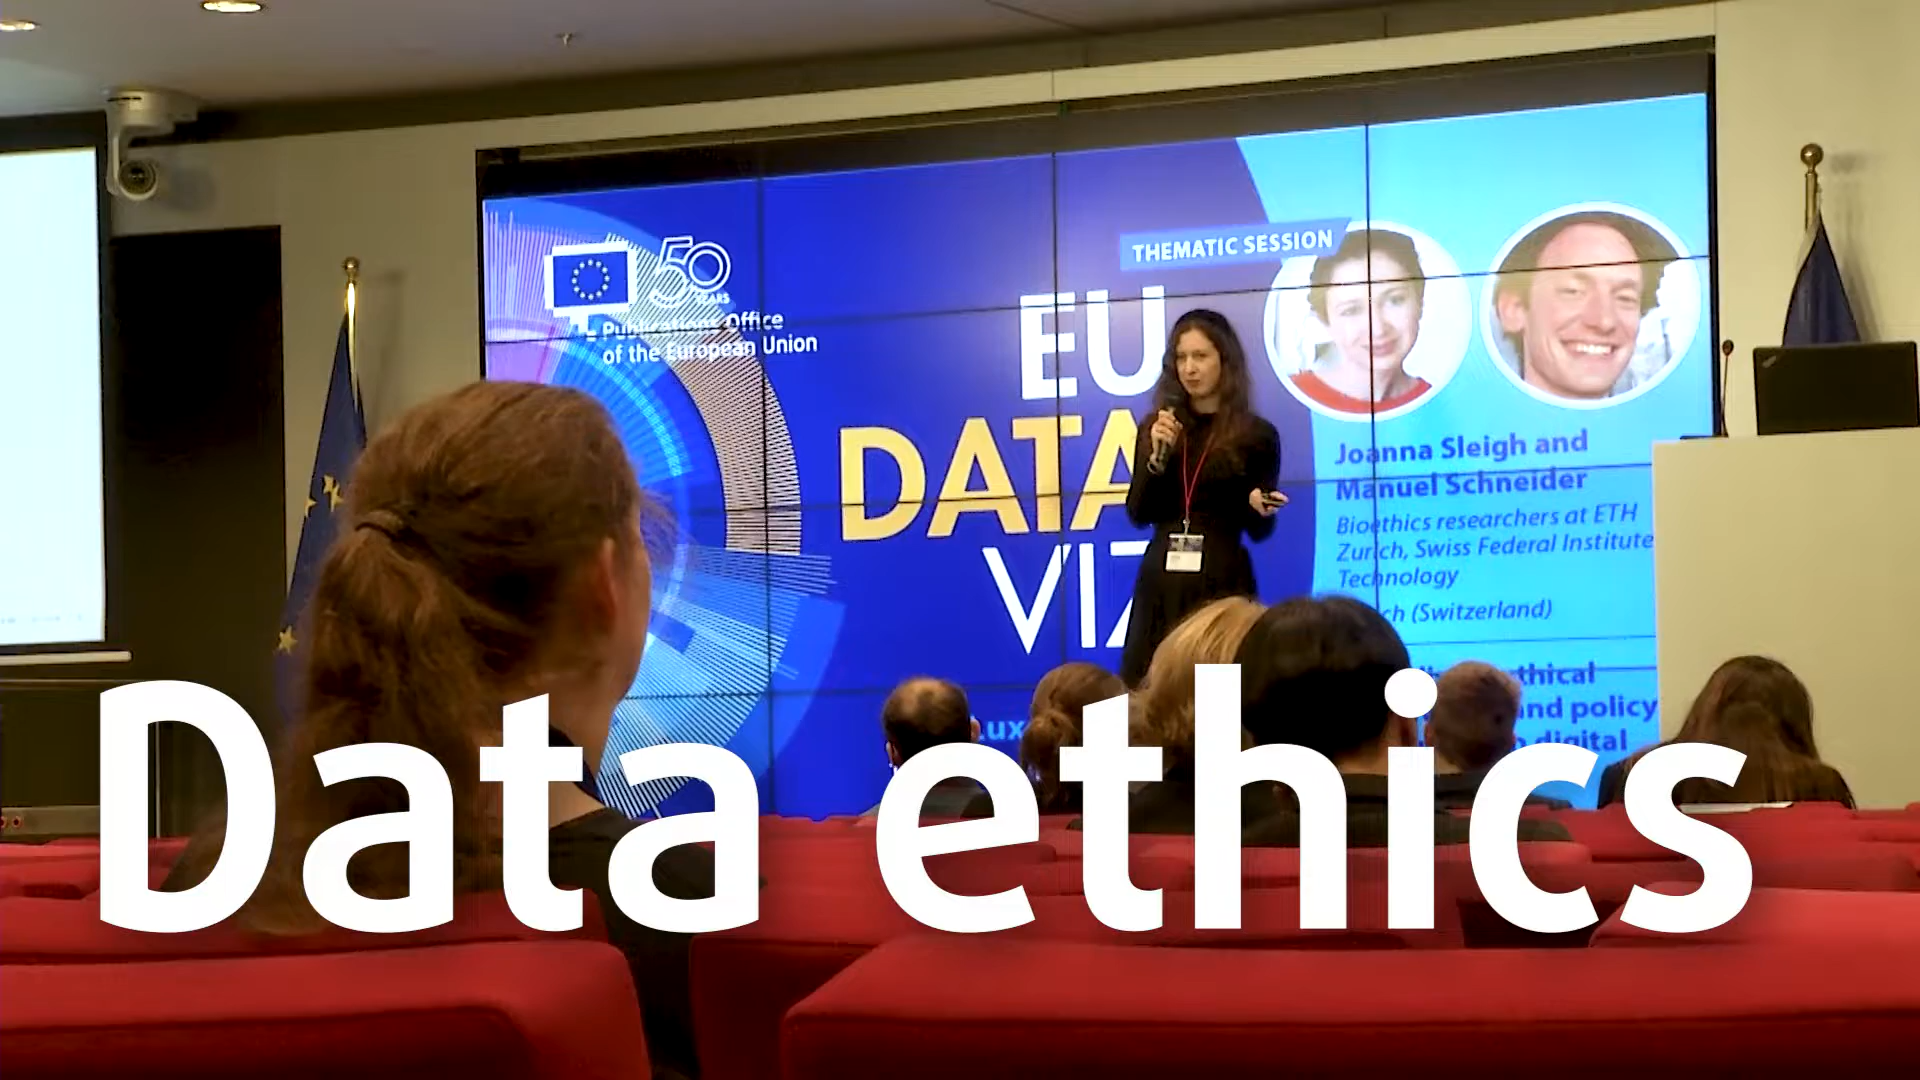 50
YEARS
Publications Office
of the European Union
THEMATIC SESSION
EU
DATA
VIZ
Joanna Sleigh and
Manuel Schneider
Bioethics researchers at ETH
Zurich, Swiss Federal Institute
Technology
(Switzerland)
and policy
digital
Data ethics